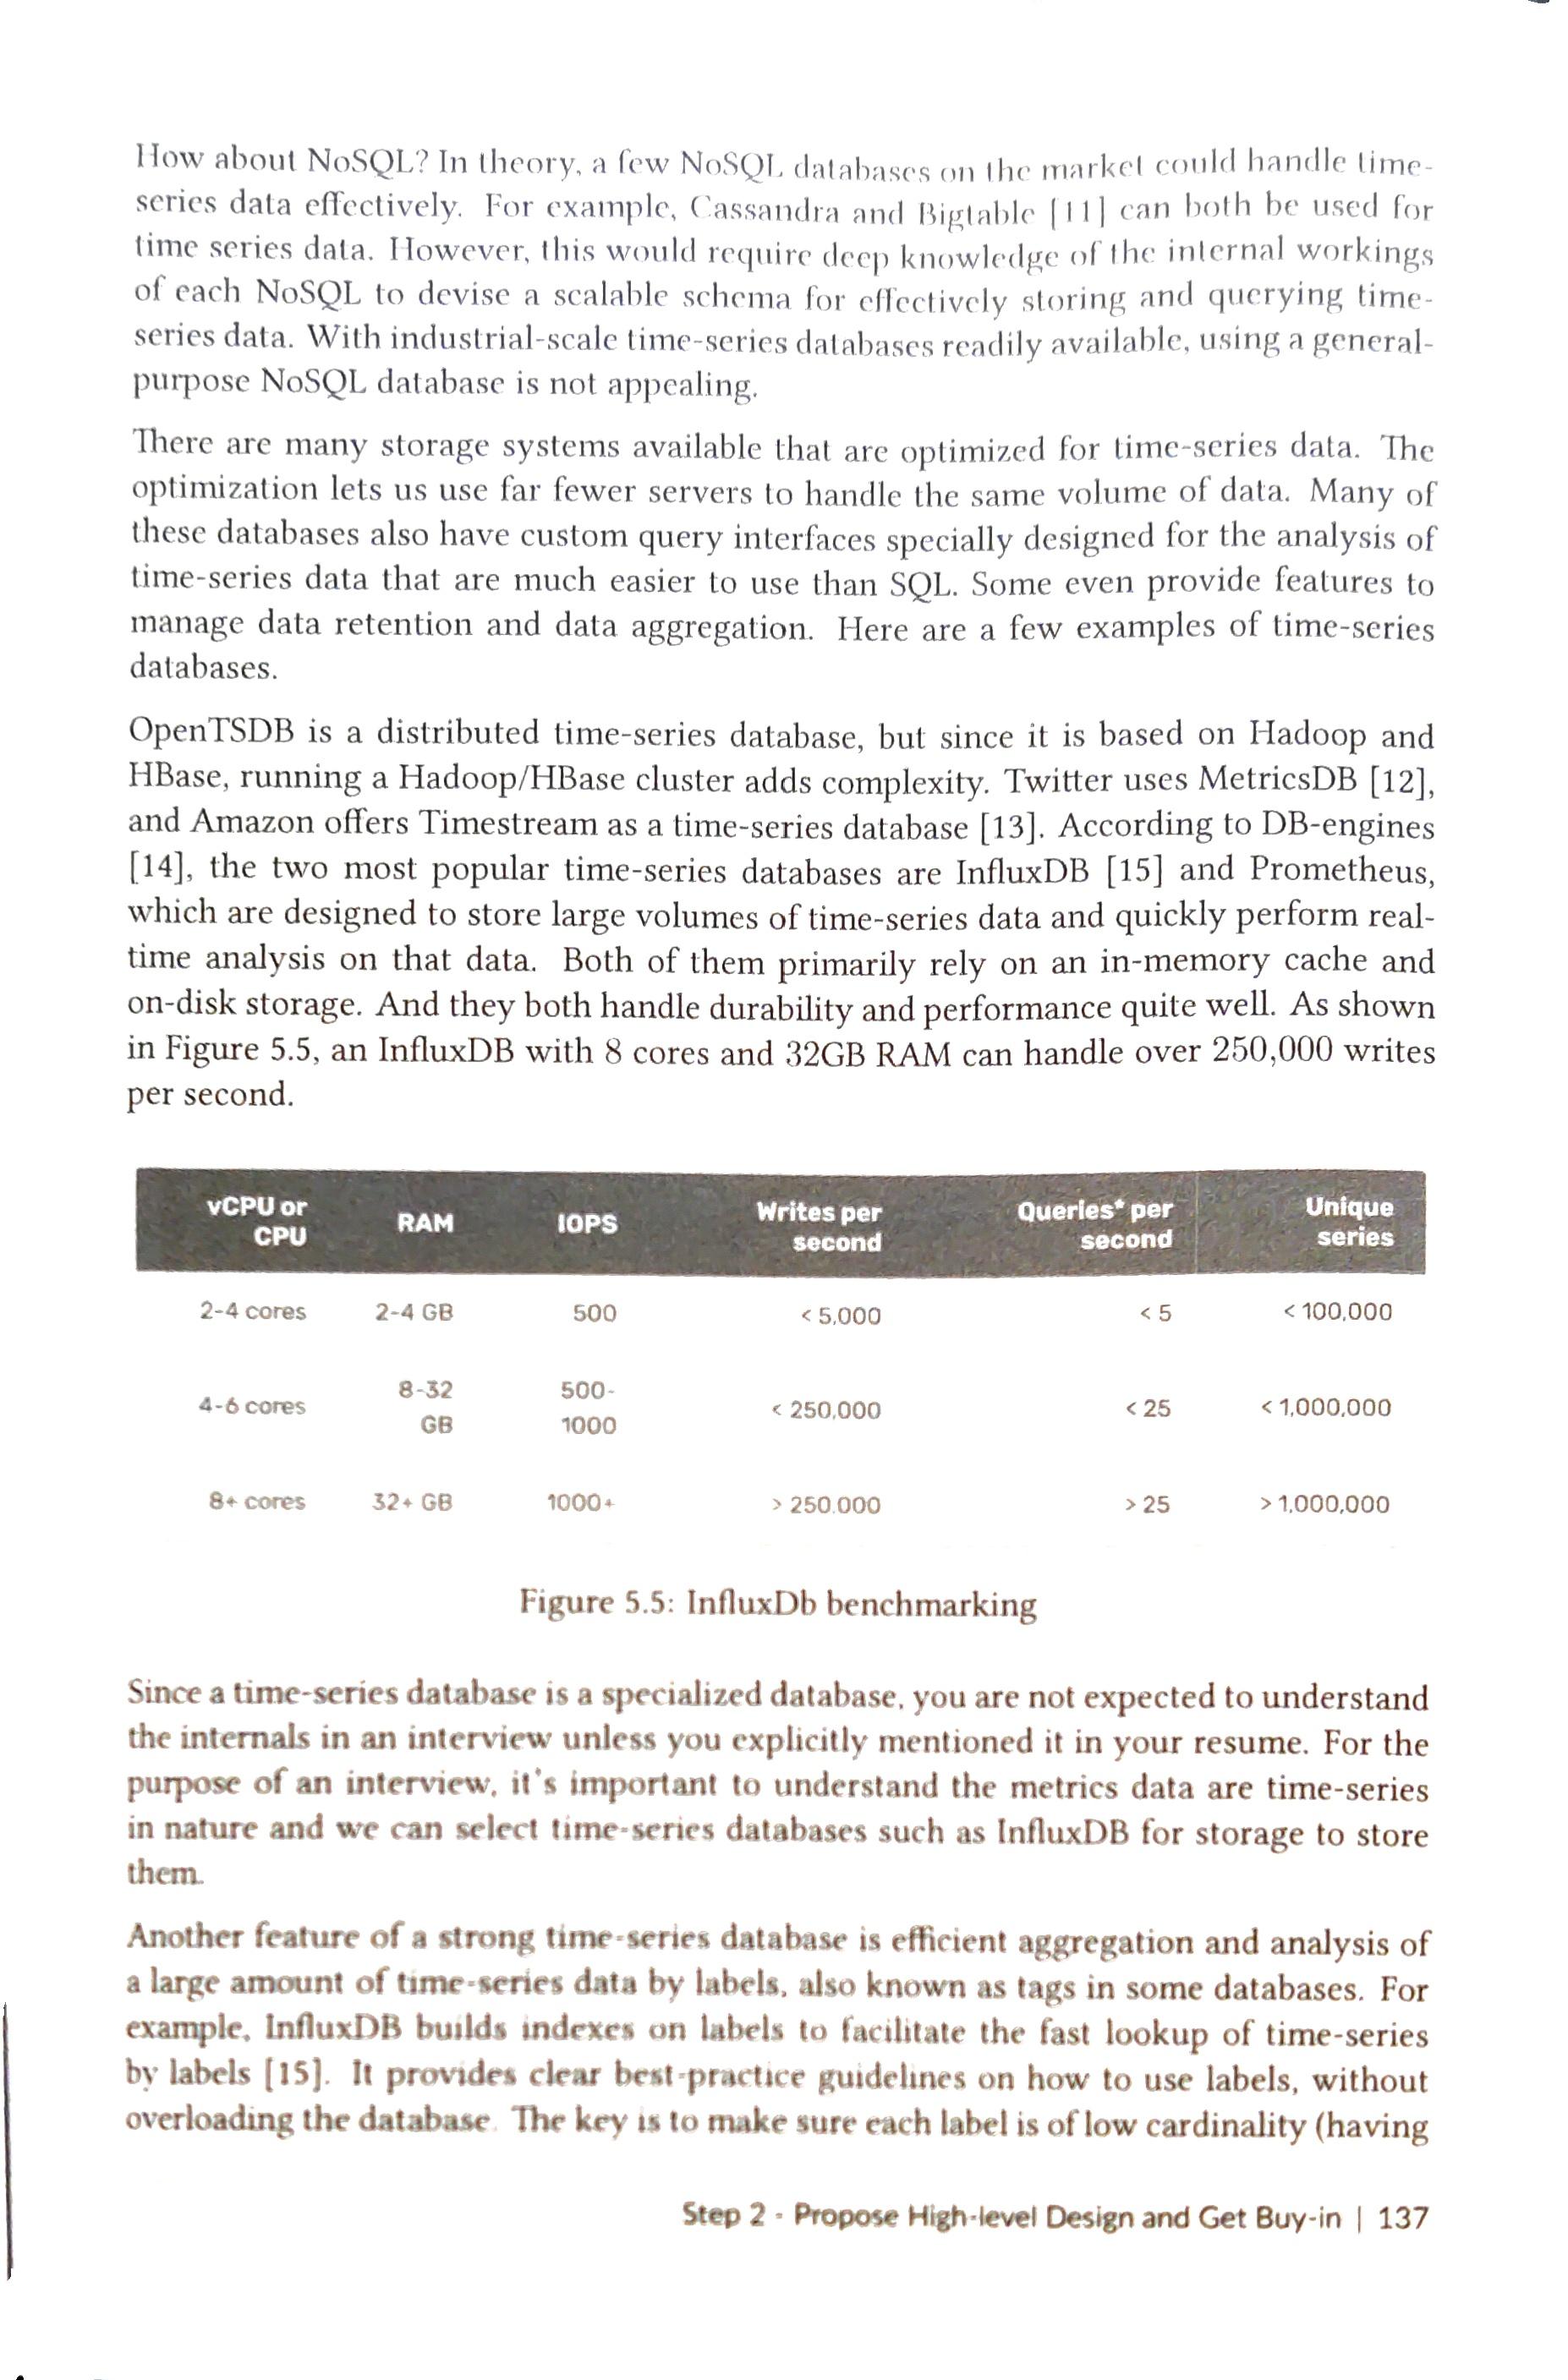 How about NoSQL? In theory, a few NoSQL databases on the market could handle time-
series data effectively. For example, Cassandra and Bigtable [11] can both be used for
time series data. However, this would require deep knowledge of the internal workings
of each NoSQL to devise a scalable schema for effectively storing and querying time-
series data. With industrial-scale time-series databases readily available, using a general-
purpose NoSQL database is not appealing.
There are many storage systems available that are optimized for time-series data. The
optimization lets us use far fewer servers to handle the same volume of data. Many of
these databases also have custom query interfaces specially designed for the analysis of
time-series data that are much easier to use than SQL. Some even provide features to
manage data retention and data aggregation. Here are a few examples of time-series
databases.
OpenTSDB is a distributed time-series database, but since it is based on Hadoop and
HBase, running a Hadoop/HBase cluster adds complexity. Twitter uses MetricsDB [12],
and Amazon offers Timestream as a time-series database [13]. According to DB-engines
[14], the two most popular time-series databases are InfluxDB [15] and Prometheus,
which are designed to store large volumes of time-series data and quickly perform real-
time analysis on that data. Both of them primarily rely on an in-memory cache and
on-disk storage. And they both handle durability and performance quite well. As shown
in Figure 5.5, an InfluxDB with 8 cores and 32GB RAM can handle over 250,000 writes
per second.
vCPU or CPU RAM IOPS Writes per second Queries* per second Unique series
2-4 cores 2-4 GB 500 < 5,000 < 5 < 100,000
4-6 cores 8-32 GB 500-1000 < 250,000 < 25 < 1,000,000
8+ cores 32+ GB 1000+ > 250.000 > 25 > 1,000,000
Figure 5.5: InfluxDb benchmarking
Since a time-series database is a specialized database, you are not expected to understand
the internals in an interview unless you explicitly mentioned it in your resume. For the
purpose of an interview, it's important to understand the metrics data are time-series
in nature and we can select time-series databases such as InfluxDB for storage to store
them.
Another feature of a strong time-series database is efficient aggregation and analysis of
a large amount of time-series data by labels, also known as tags in some databases. For
example, InfluxDB builds indexes on labels to facilitate the fast lookup of time-series
by labels [15]. It provides clear best-practice guidelines on how to use labels, without
overloading the database. The key is to make sure each label is of low cardinality (having
Step 2 - Propose High-level Design and Get Buy-in | 137